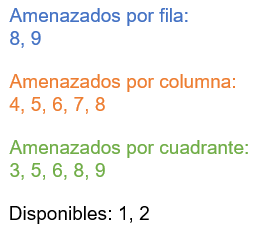 Amenazados por fila:
8, 9
Amenazados por columna:
4, 5, 6, 7, 8
Amenazados por cuadrante:
3, 5, 6, 8, 9
Disponibles: 1, 2